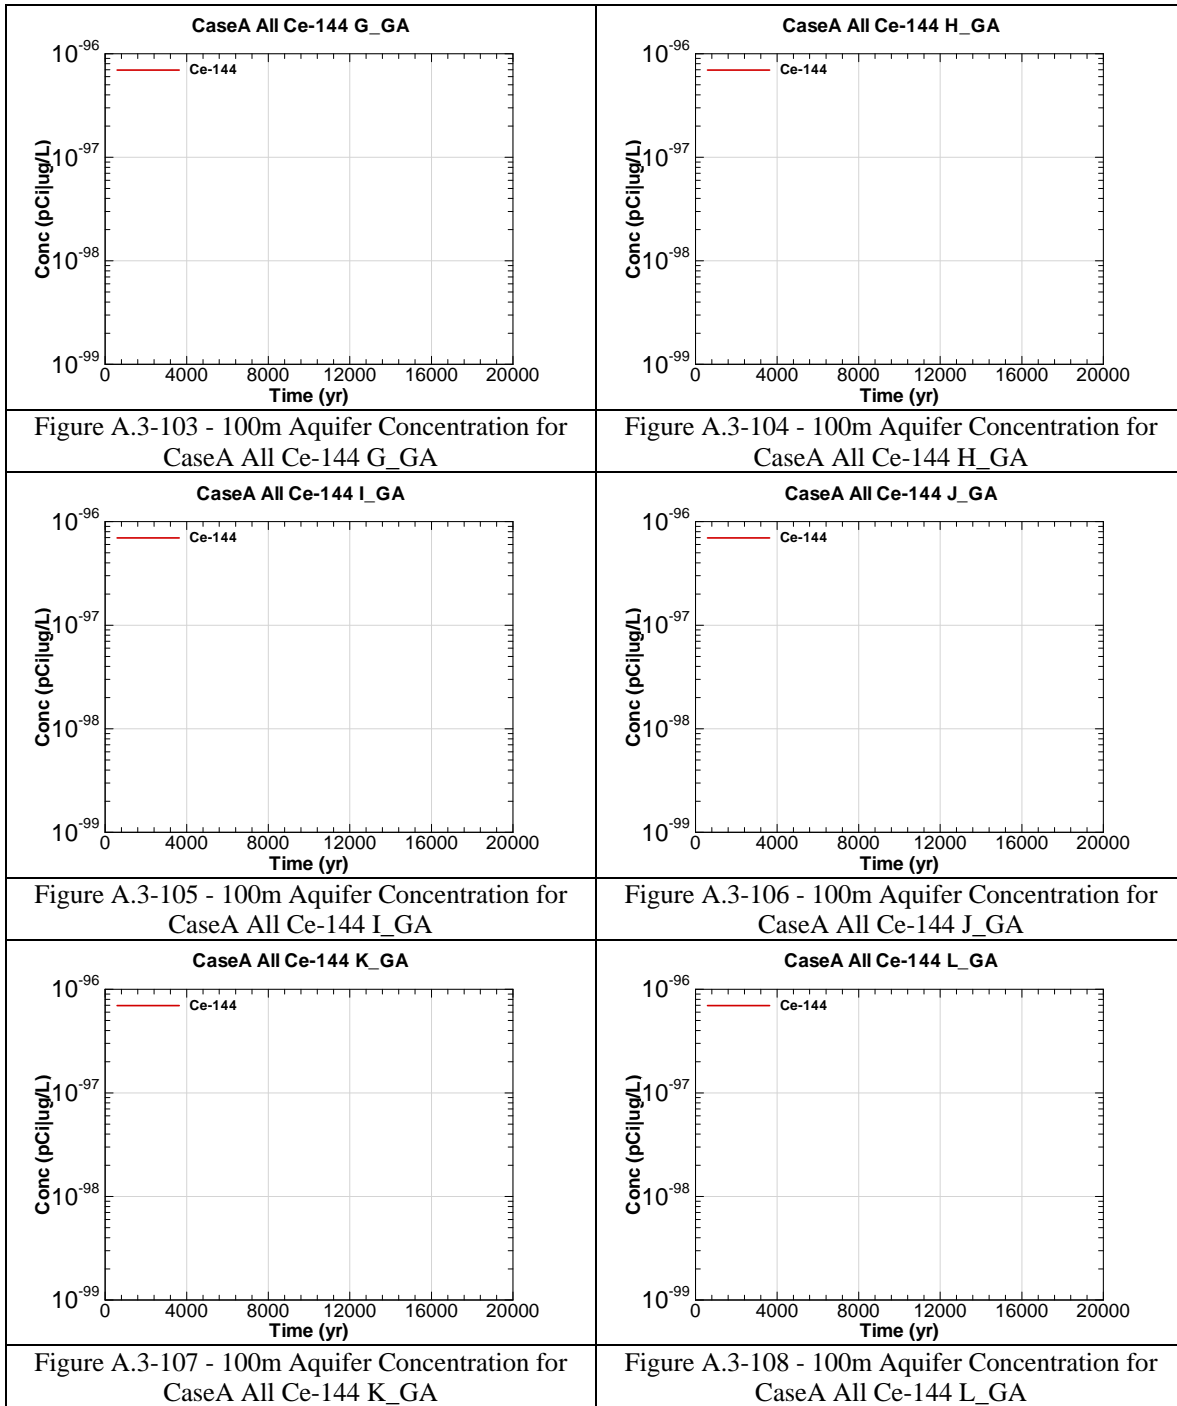 CaseA All Ce-144 G_GA
10^-96
Ce-144
10^-97
Conc (pCi|ug/L)
10^-98
10^-99
0 4000 8000 12000 16000 20000
Time (yr)
Figure A.3-103 - 100m Aquifer Concentration for
CaseA All Ce-144 G_GA
CaseA All Ce-144 H_GA
10^-96
Ce-144
10^-97
Conc (pCi|ug/L)
10^-98
10^-99
0 4000 8000 12000 16000 20000
Time (yr)
Figure A.3-104 - 100m Aquifer Concentration for
CaseA All Ce-144 H_GA
CaseA All Ce-144 I_GA
10^-96
Ce-144
10^-97
Conc (pCi|ug/L)
10^-98
10^-99
0 4000 8000 12000 16000 20000
Time (yr)
Figure A.3-105 - 100m Aquifer Concentration for
CaseA All Ce-144 I_GA
CaseA All Ce-144 J_GA
10^-96
Ce-144
10^-97
Conc (pCi|ug/L)
10^-98
10^-99
0 4000 8000 12000 16000 20000
Time (yr)
Figure A.3-106 - 100m Aquifer Concentration for
CaseA All Ce-144 J_GA
CaseA All Ce-144 K_GA
10^-96
Ce-144
10^-97
Conc (pCi|ug/L)
10^-98
10^-99
0 4000 8000 12000 16000 20000
Time (yr)
Figure A.3-107 - 100m Aquifer Concentration for
CaseA All Ce-144 K_GA
CaseA All Ce-144 L_GA
10^-96
Ce-144
10^-97
Conc (pCi|ug/L)
10^-98
10^-99
0 4000 8000 12000 16000 20000
Time (yr)
Figure A.3-108 - 100m Aquifer Concentration for
CaseA All Ce-144 L_GA